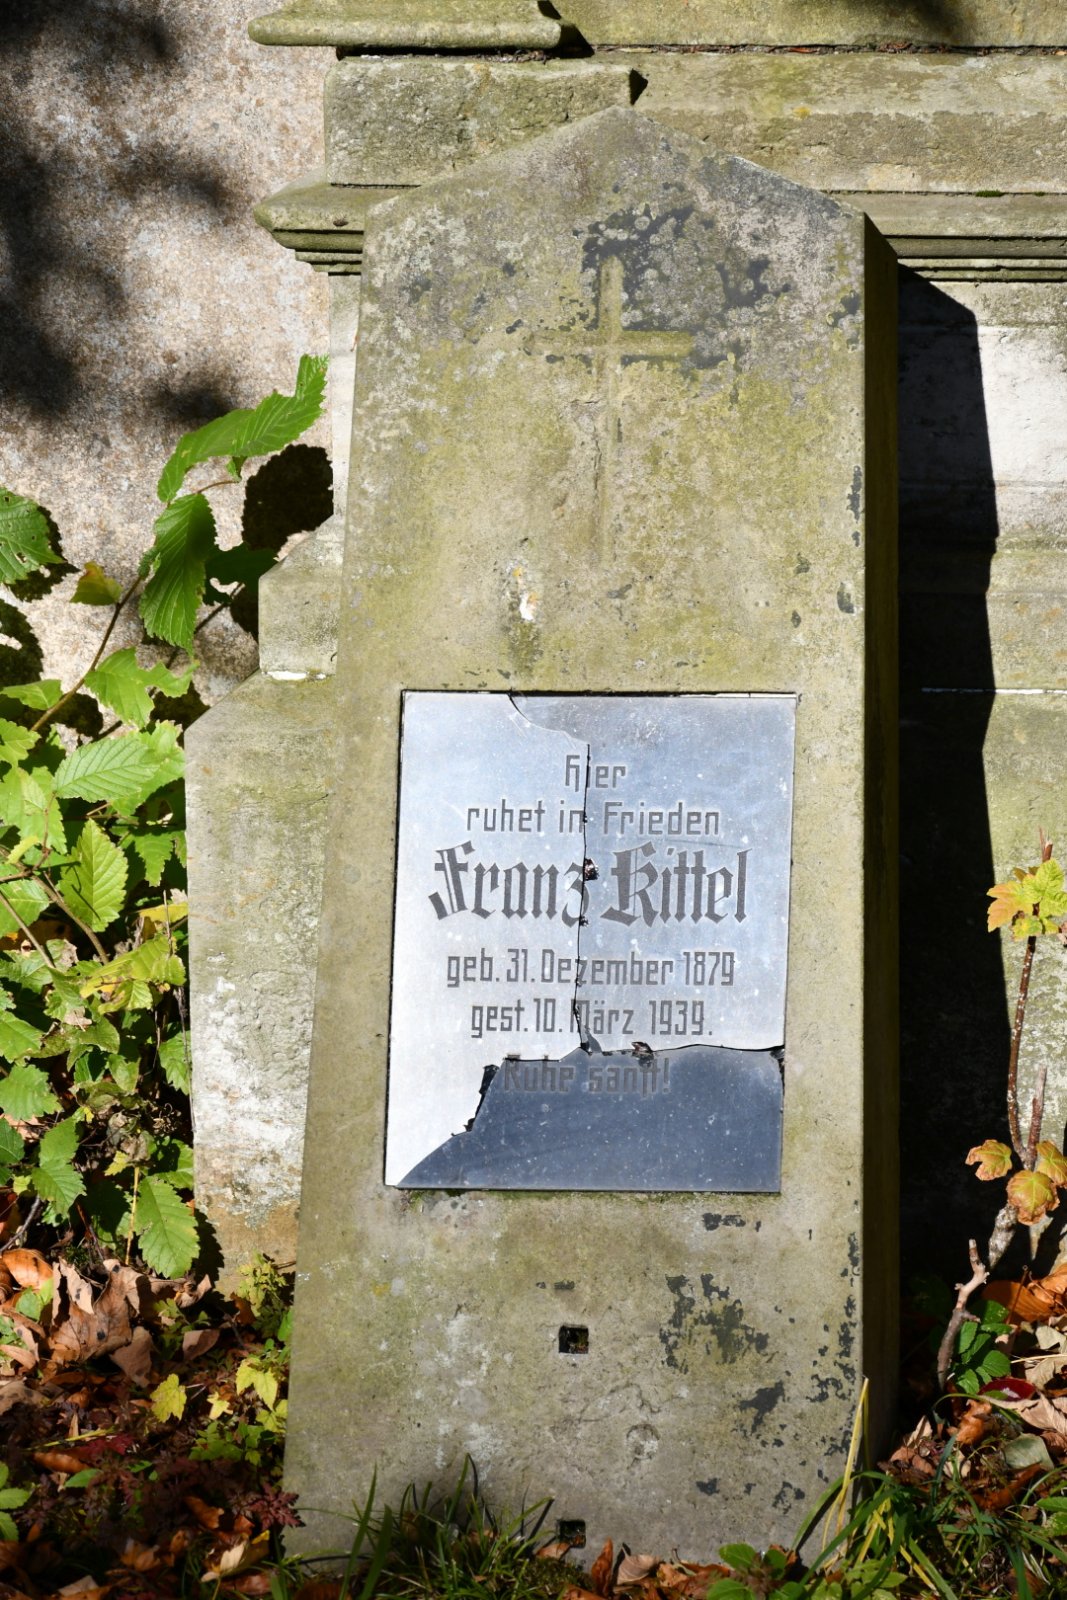 Hier
ruhet in Frieden
Franz Kittel
geb. 31. Dezember 1879
gest. 10. März 1939.
Ruhe sanft!